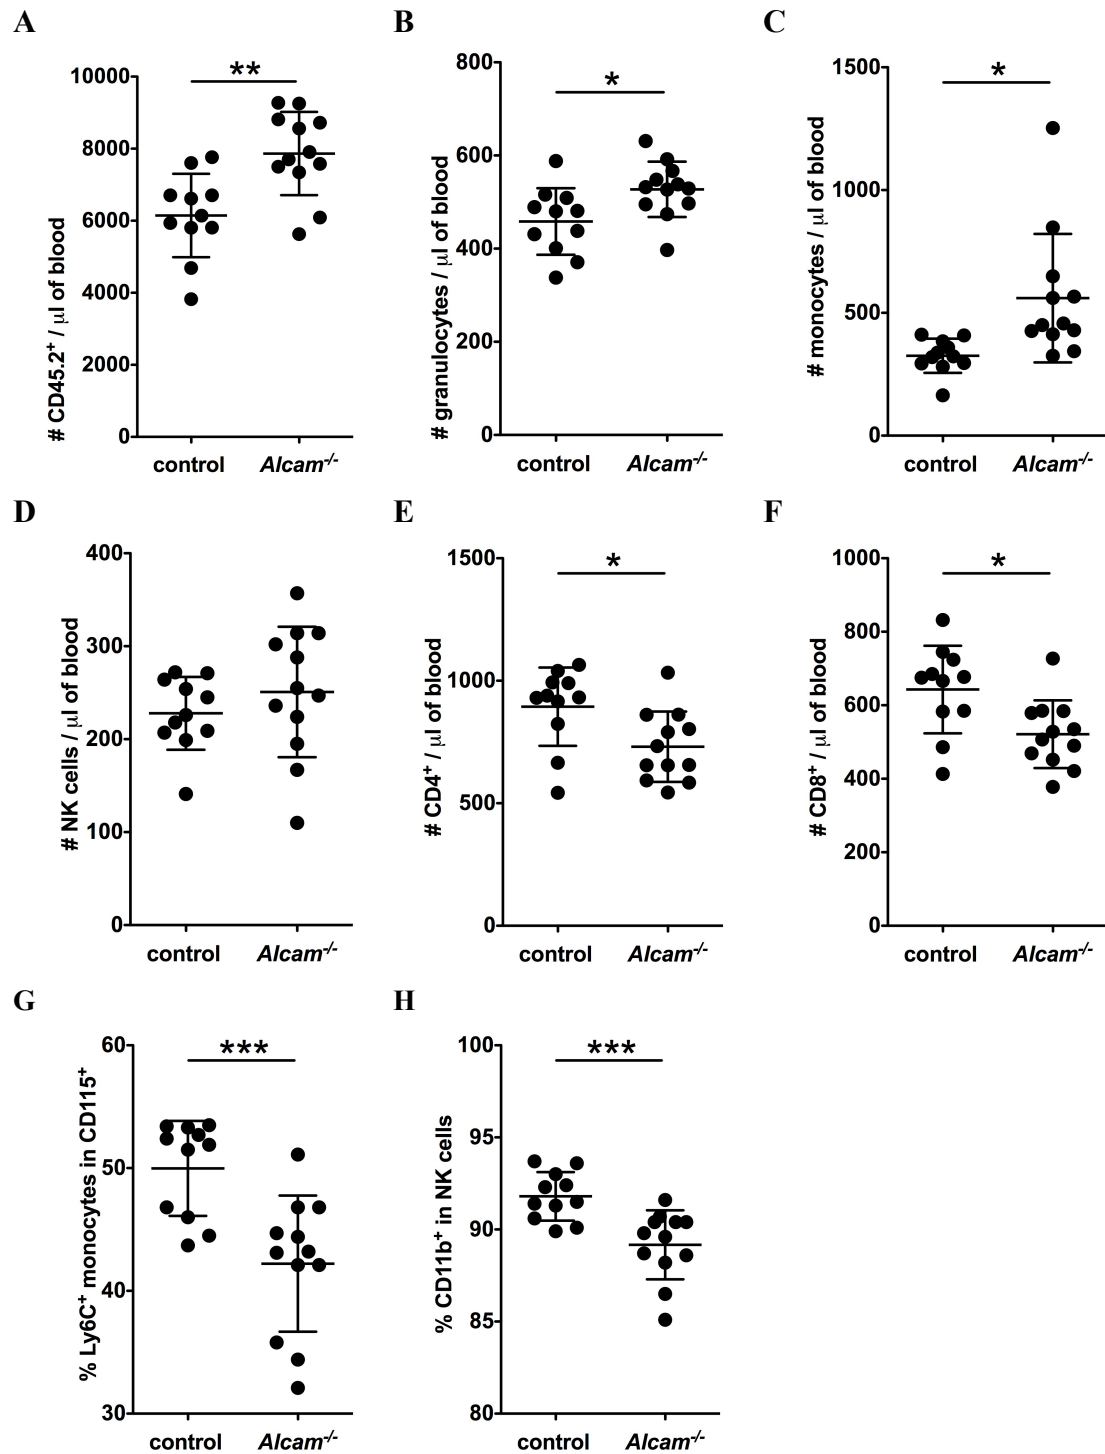 A
B
C
# CD45.2⁺ / μl of blood
10000
8000
6000
4000
2000
0
**
control
Alcam⁻/⁻
# granulocytes / μl of blood
800
600
400
200
0
*
control
Alcam⁻/⁻
# monocytes / μl of blood
1500
1000
500
0
*
control
Alcam⁻/⁻
D
E
F
# NK cells / μl of blood
400
300
200
100
0
control
Alcam⁻/⁻
# CD4⁺ / μl of blood
1500
1000
500
0
*
control
Alcam⁻/⁻
# CD8⁺ / μl of blood
1000
800
600
400
200
0
*
control
Alcam⁻/⁻
G
H
% Ly6C⁺ monocytes in CD115⁺
60
50
40
30
***
control
Alcam⁻/⁻
% CD11b⁺ in NK cells
100
95
90
85
80
***
control
Alcam⁻/⁻